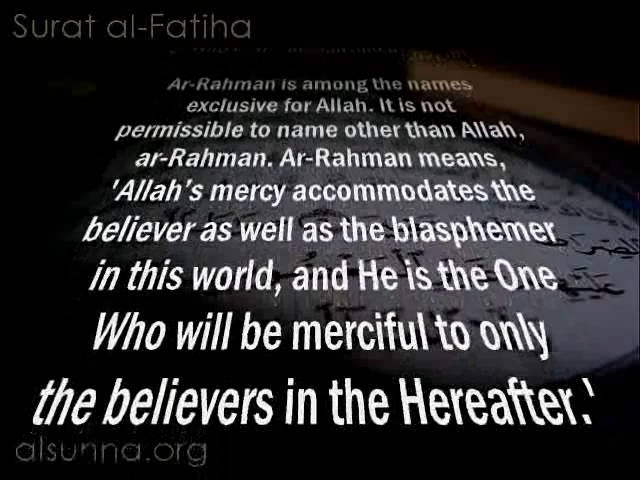 Surat al-Fatiha
Ar-Rahman is among the names
exclusive for Allah. It is not
permissible to name other than Allah,
ar-Rahman. Ar-Rahman means,
'Allah's mercy accommodates the
believer as well as the blasphemer
in this world, and He is the One
Who will be merciful to only
the believers in the Hereafter.'
alsunna.org